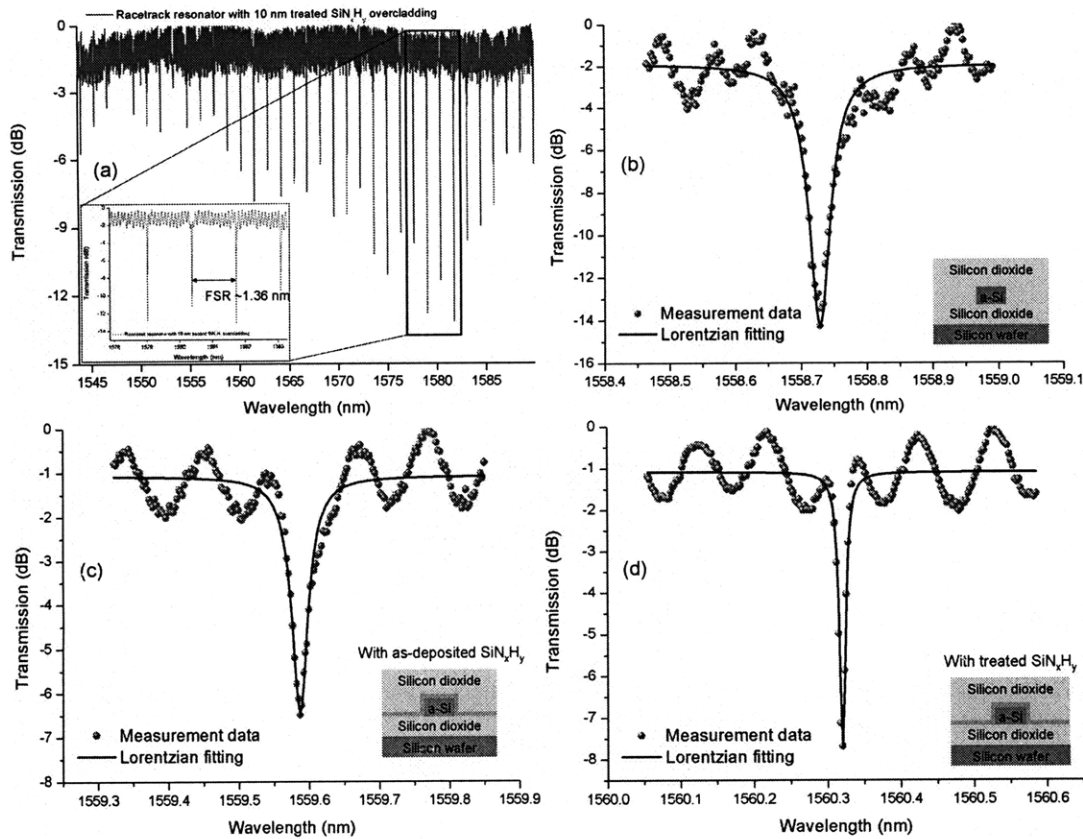 Racetrack resonator with 10 nm treated SiNxHy overcladding
0
-3
-6
-9
-12
-15
Transmission (dB)
(a)
FSR ~1.36 nm
Transmission (dB)
Wavelength (nm)
1545 1550 1555 1560 1565 1570 1575 1580 1585
Wavelength (nm)
0
-2
-4
-6
-8
-10
-12
-14
-16
Transmission (dB)
(b)
Measurement data
Lorentzian fitting
Silicon dioxide
a-Si
Silicon dioxide
Silicon wafer
1558.4 1558.5 1558.6 1558.7 1558.8 1558.9 1559.0 1559.1
Wavelength (nm)
0
-1
-2
-3
-4
-5
-6
-7
-8
Transmission (dB)
(c)
With as-deposited SiNxHy
Silicon dioxide
a-Si
Silicon dioxide
Silicon wafer
Measurement data
Lorentzian fitting
1559.3 1559.4 1559.5 1559.6 1559.7 1559.8 1559.9
Wavelength (nm)
0
-1
-2
-3
-4
-5
-6
-7
-8
Transmission (dB)
(d)
With treated SiNxHy
Silicon dioxide
a-Si
Silicon dioxide
Silicon wafer
Measurement data
Lorentzian fitting
1560.0 1560.1 1560.2 1560.3 1560.4 1560.5 1560.6
Wavelength (nm)